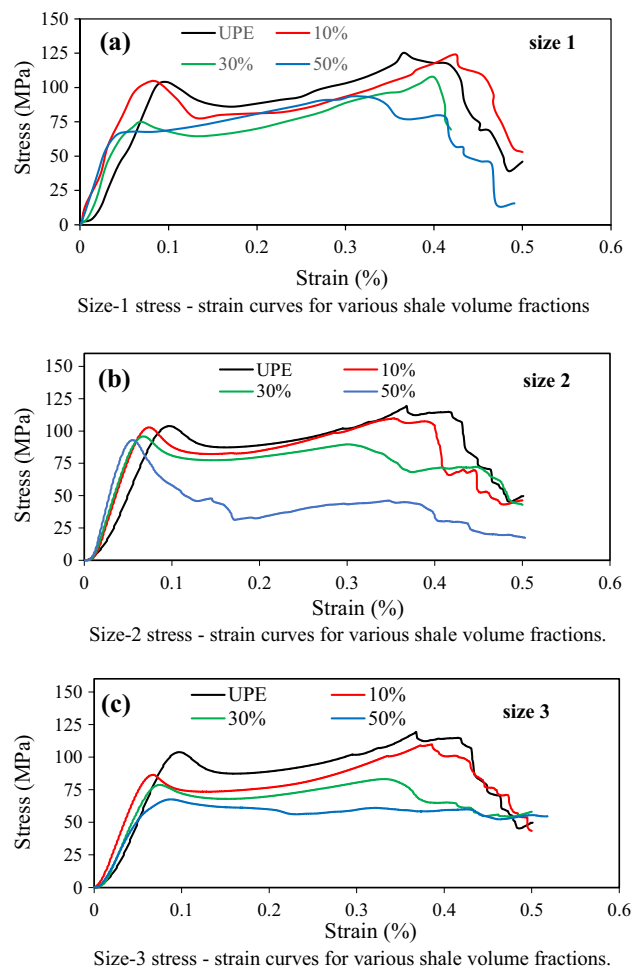 (a)
UPE
10%
30%
50%
size 1
150
125
100
75
50
25
0
Stress (MPa)
0
0.1
0.2
0.3
0.4
0.5
0.6
Strain (%)
Size-1 stress - strain curves for various shale volume fractions
(b)
UPE
10%
30%
50%
size 2
150
125
100
75
50
25
0
Stress (MPa)
0
0.1
0.2
0.3
0.4
0.5
0.6
Strain (%)
Size-2 stress - strain curves for various shale volume fractions.
(c)
UPE
10%
30%
50%
size 3
150
125
100
75
50
25
0
Stress (MPa)
0
0.1
0.2
0.3
0.4
0.5
0.6
Strain (%)
Size-3 stress - strain curves for various shale volume fractions.